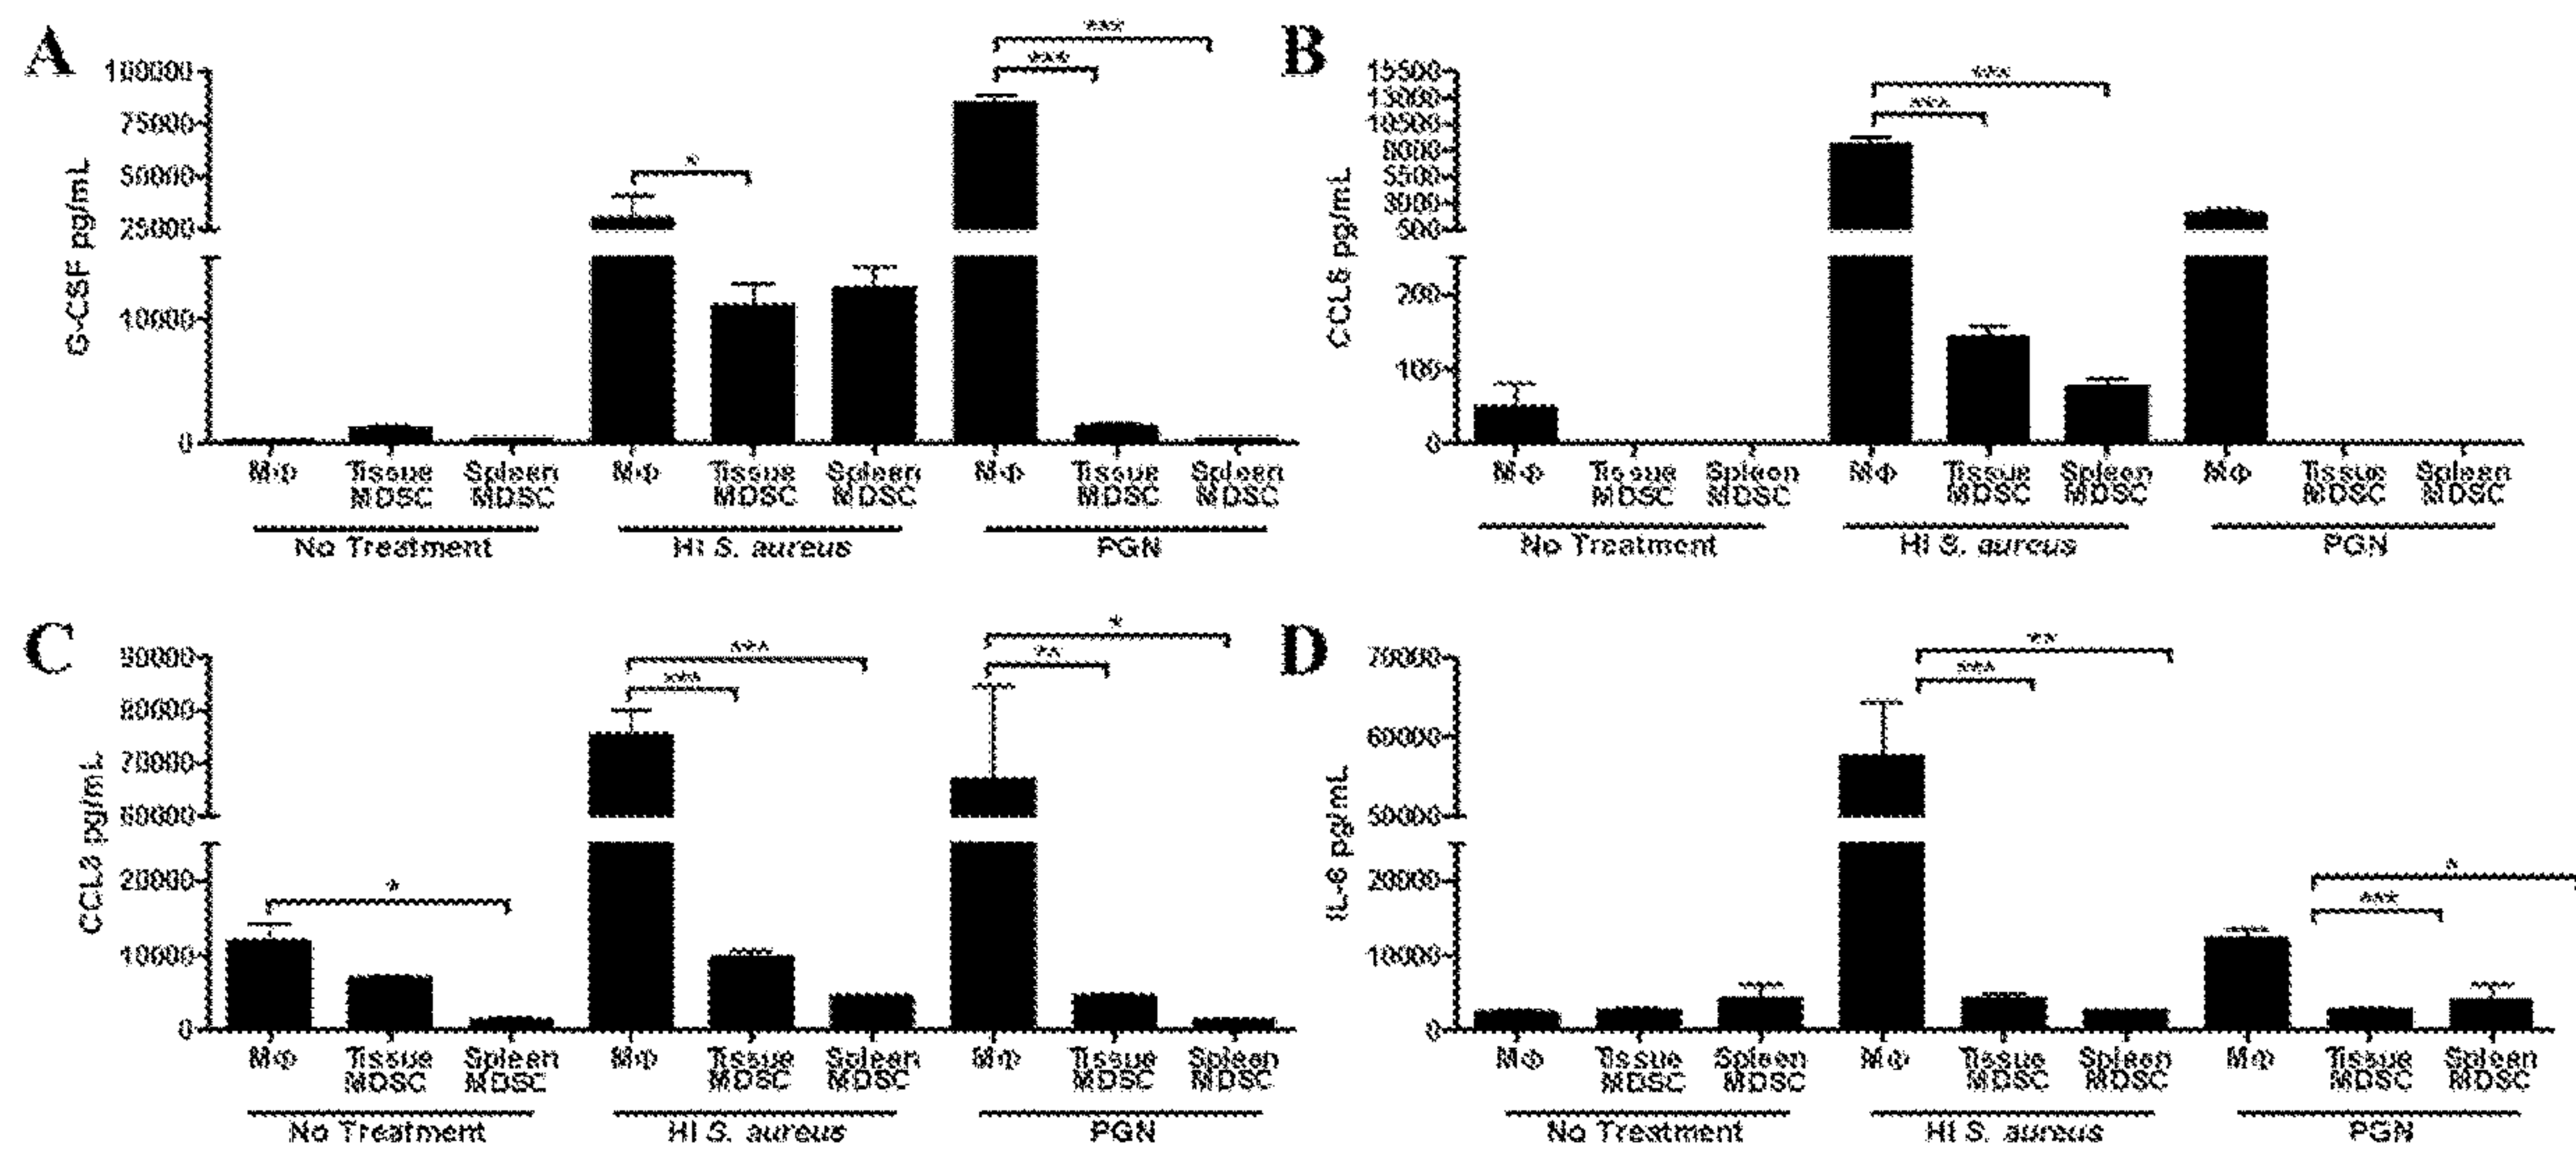 A
***
***
*
100000
75000
50000
25000
10000
0
G-CSF pg/mL
MΦ Tissue MDSC Spleen MDSC MΦ Tissue MDSC Spleen MDSC MΦ Tissue MDSC Spleen MDSC
No Treatment HI S. aureus PGN
B
***
***
15500
13000
10500
8000
5500
3000
500
200
100
0
MΦ Tissue MDSC Spleen MDSC MΦ Tissue MDSC Spleen MDSC MΦ Tissue MDSC Spleen MDSC
No Treatment HI S. aureus PGN
C
***
***
*
**
*
90000
80000
70000
60000
20000
10000
0
CCL3 pg/mL
MΦ Tissue MDSC Spleen MDSC MΦ Tissue MDSC Spleen MDSC MΦ Tissue MDSC Spleen MDSC
No Treatment HI S. aureus PGN
D
**
***
*
***
70000
60000
50000
20000
10000
0
IL-6 pg/mL
MΦ Tissue MDSC Spleen MDSC MΦ Tissue MDSC Spleen MDSC MΦ Tissue MDSC Spleen MDSC
No Treatment HI S. aureus PGN